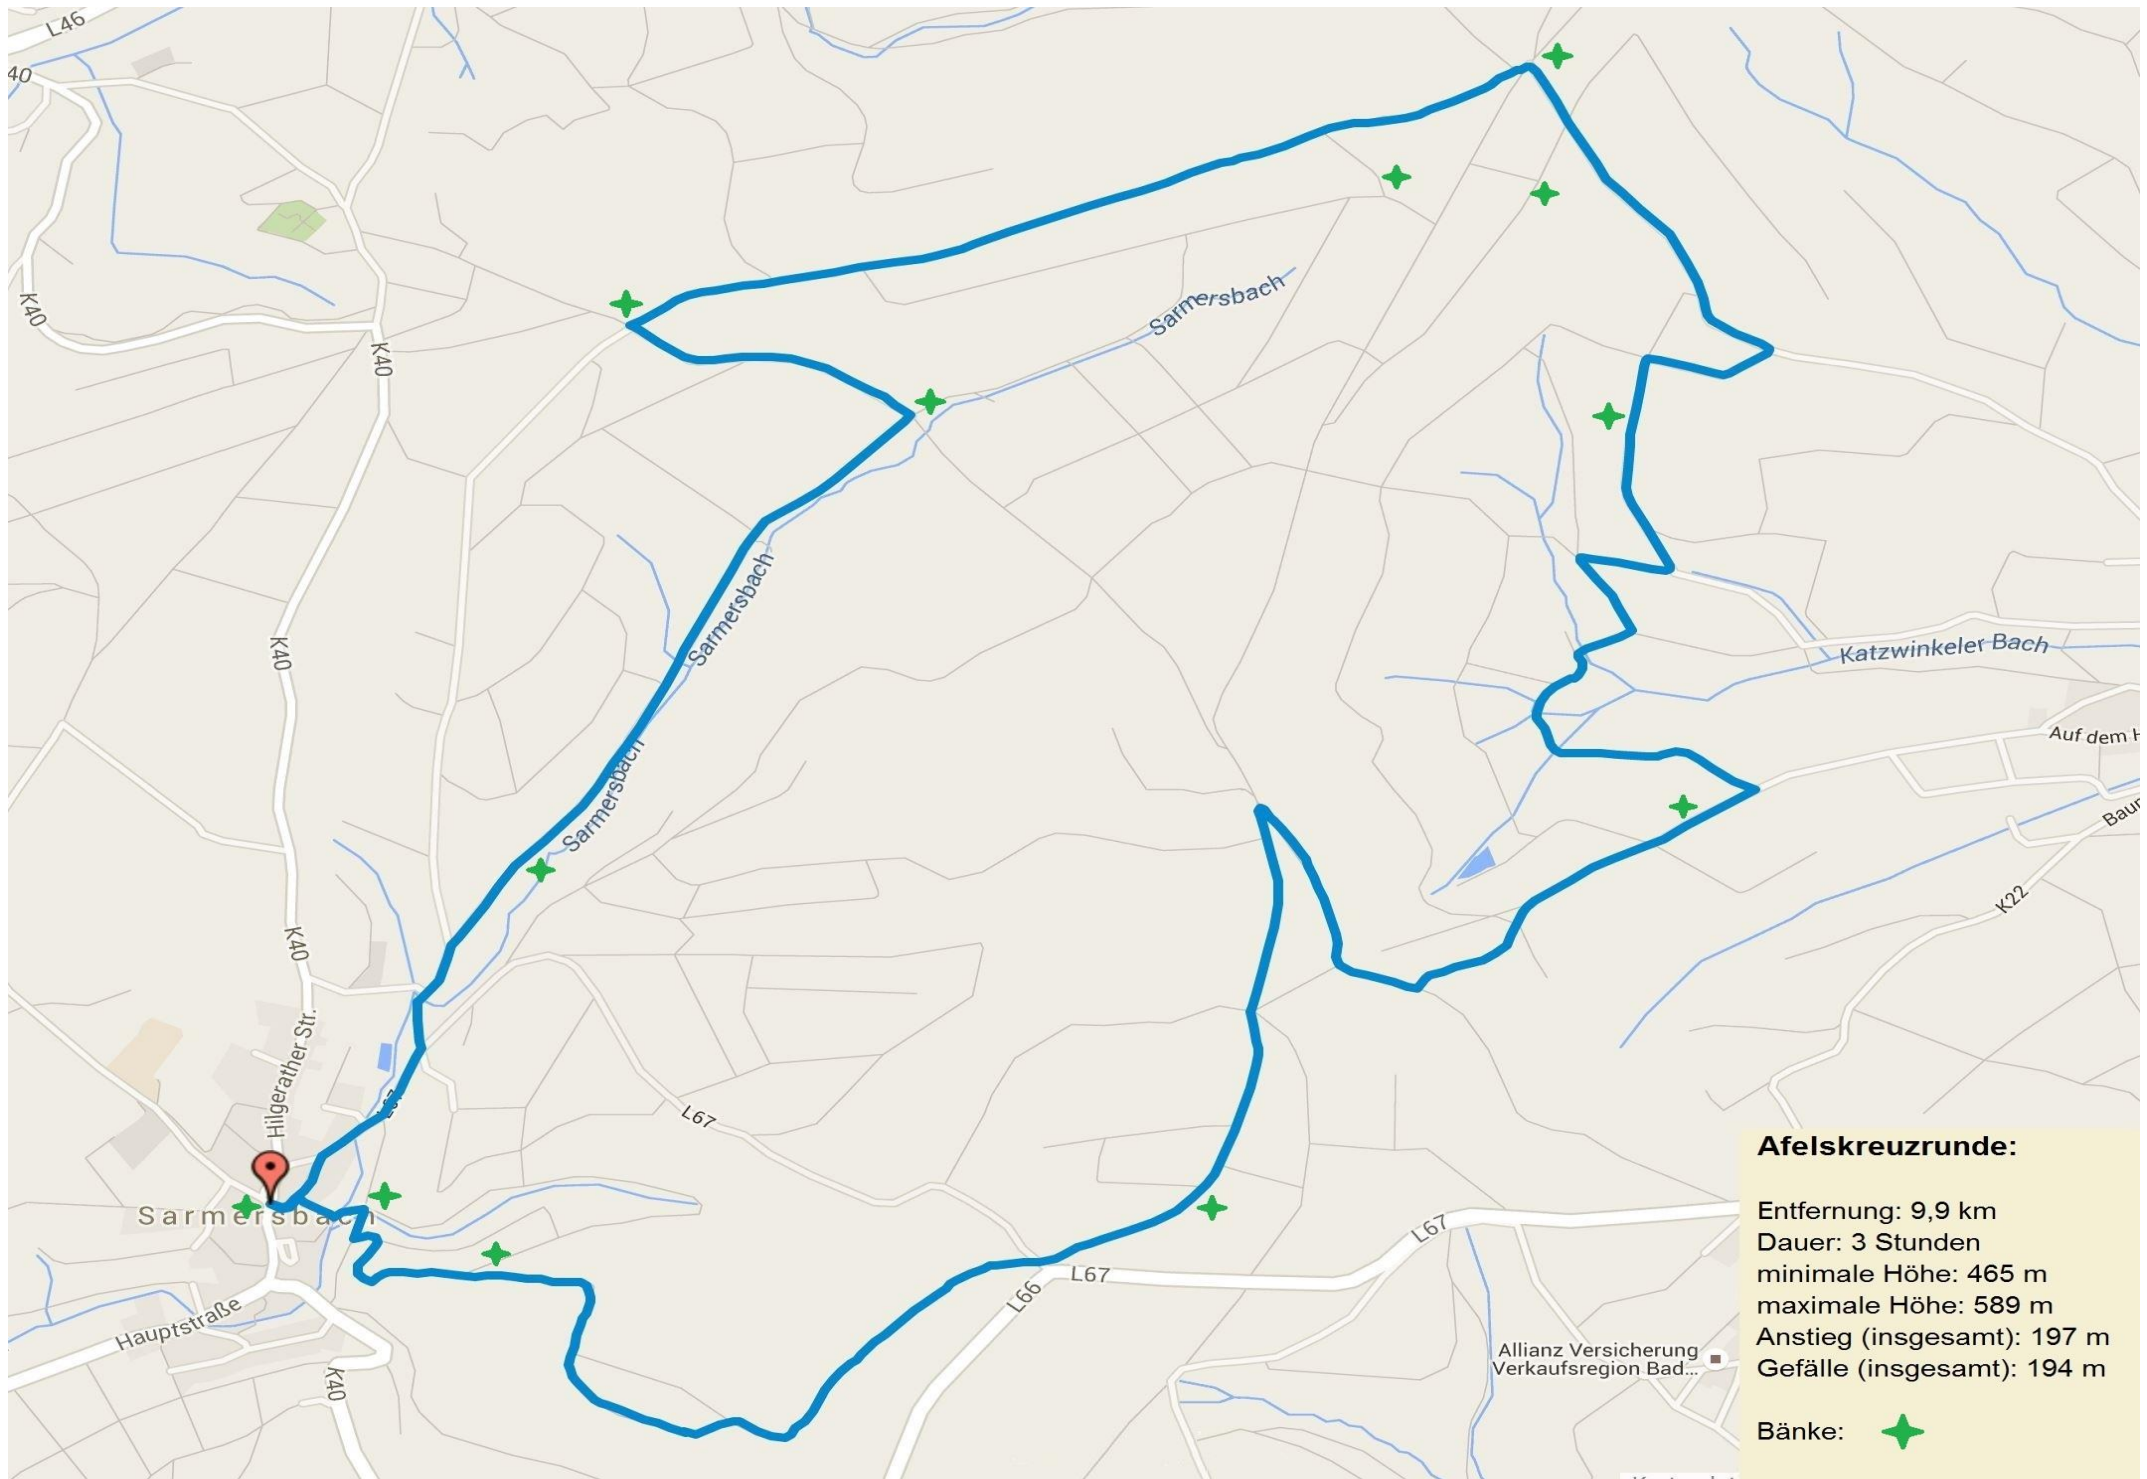 L46
40
K40
K40
Sarmersbach
K40
Sarmersbach
Katzwinkeler Bach
Auf dem H
Sarmersbach
Baur
K22
K40
Hilgerather Str.
L67
L67
Sarmersbach
L67
L67
L66
Hauptstraße
K40
Allianz Versicherung
Verkaufsregion Bad...
Afelskreuzrunde:
Entfernung: 9,9 km
Dauer: 3 Stunden
minimale Höhe: 465 m
maximale Höhe: 589 m
Anstieg (insgesamt): 197 m
Gefälle (insgesamt): 194 m
Bänke: